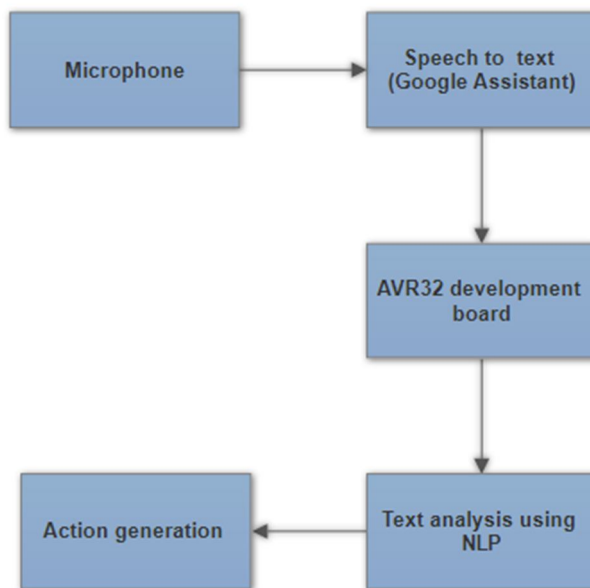 Microphone
Speech to text
(Google Assistant)
AVR32 development
board
Text analysis using
NLP
Action generation